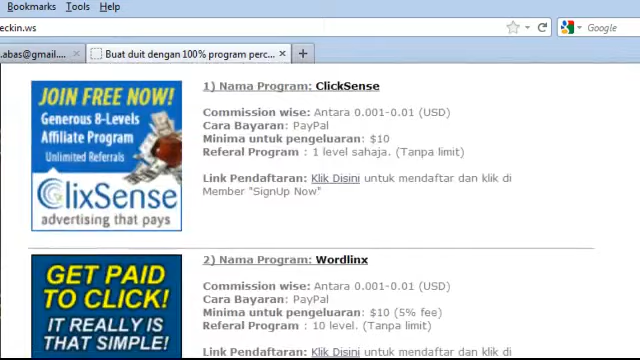 Bookmarks Tools Help
eckin.ws
Google
.abas@gmail....
Buat duit dengan 100% program perc...
JOIN FREE NOW!
Generous 8-Levels
Affiliate Program
Unlimited Referrals
ClixSense
advertising that pays
1) Nama Program: ClickSense
Commission wise: Antara 0.001-0.01 (USD)
Cara Bayaran: PayPal
Minima untuk pengeluaran: $10
Referal Program : 1 level sahaja. (Tanpa limit)
Link Pendaftaran: Klik Disini untuk mendaftar dan klik di
Member "SignUp Now"
GET PAID
TO CLICK!
IT REALLY IS
THAT SIMPLE!
2) Nama Program: Wordlinx
Commission wise: Antara 0.001-0.01 (USD)
Cara Bayaran: PayPal
Minima untuk pengeluaran: $10 (5% fee)
Referal Program : 10 level. (Tanpa limit)
Link Pendaftaran: Klik Disini untuk mendaftar dan klik di